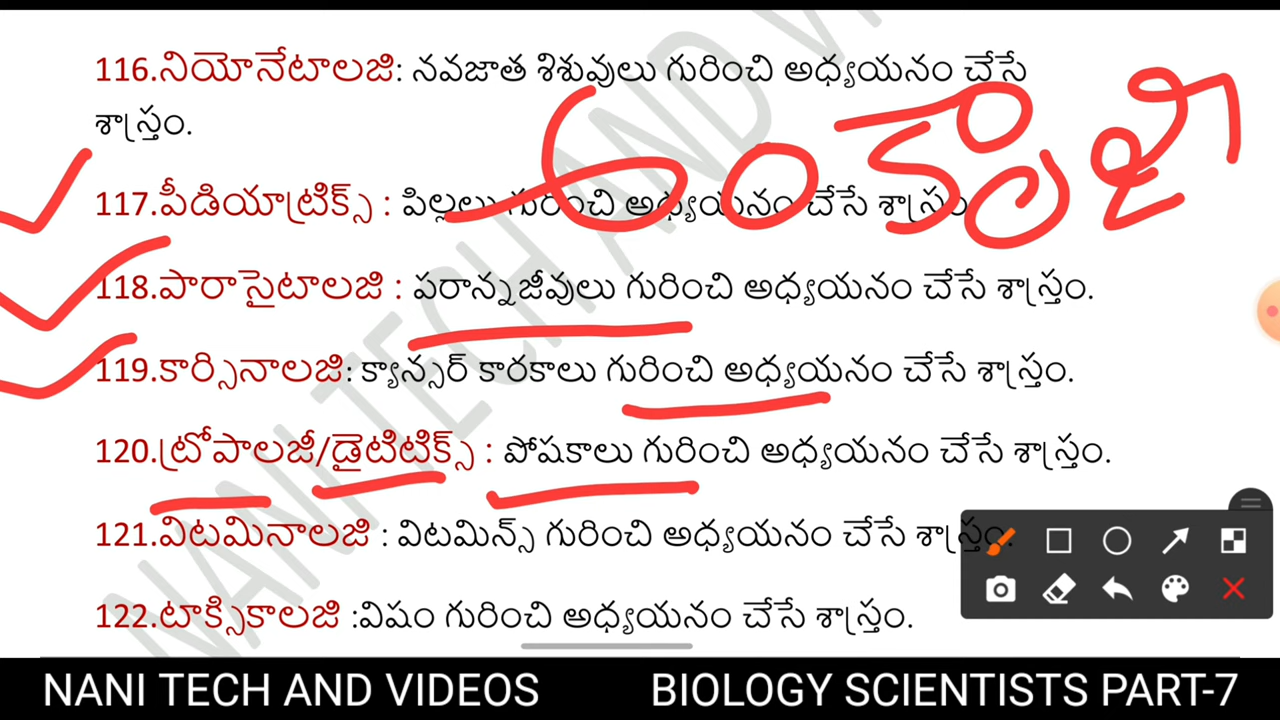 116.నియోనేటాలజి: నవజాత శిశువులు గురించి అధ్యయనం చేసే
శాస్త్రం.
117.పీడియాట్రిక్స్ : పిల్లలు గురించి అధ్యయనం చేసే శాస్త్రం
118.పారాసైటాలజి : పరాన్నజీవులు గురించి అధ్యయనం చేసే శాస్త్రం.
119.కార్సినాలజి: క్యాన్సర్ కారకాలు గురించి అధ్యయనం చేసే శాస్త్రం.
120.ట్రోపాలజీ/డైటిటిక్స్ : పోషకాలు గురించి అధ్యయనం చేసే శాస్త్రం.
121.విటమినాలజి : విటమిన్స్ గురించి అధ్యయనం చేసే శాస్త్రం.
122.టాక్సికాలజి :విషం గురించి అధ్యయనం చేసే శాస్త్రం.
NANI TECH AND VIDEOS BIOLOGY SCIENTISTS PART-7